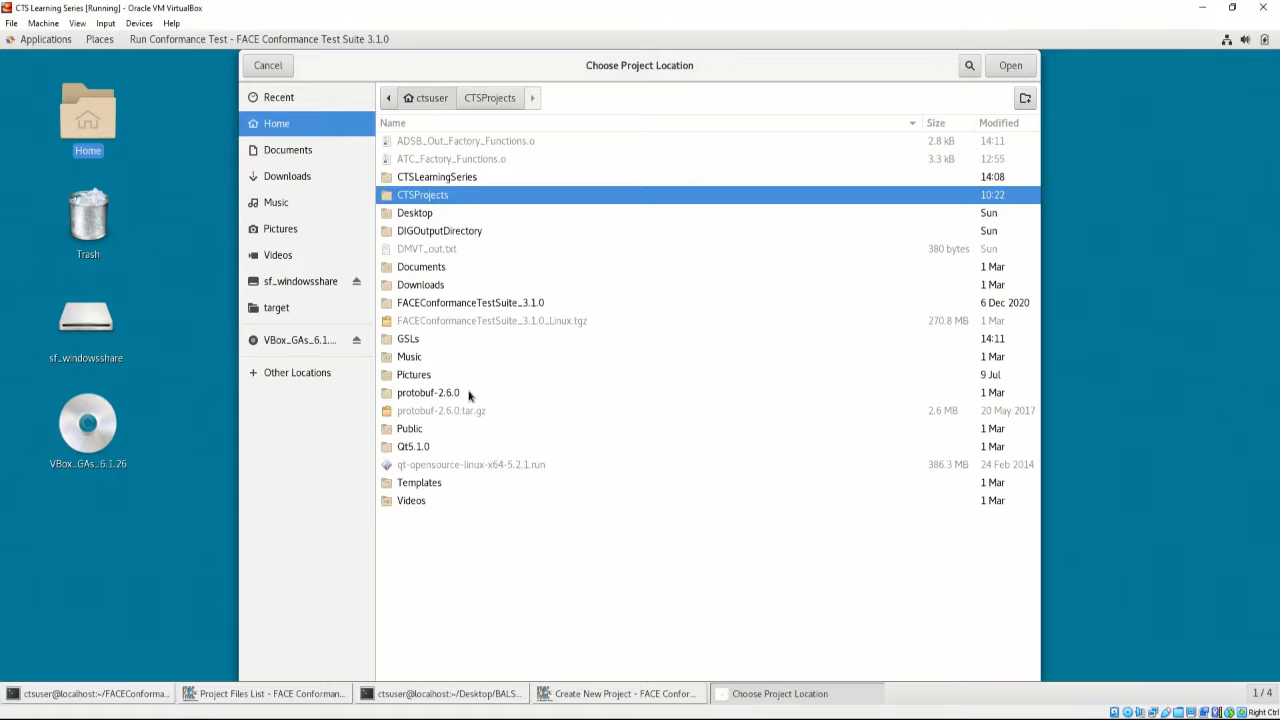 CTS Learning Series [Running] - Oracle VM VirtualBox
File Machine View Input Devices Help
Applications Places Run Conformance Test - FACE Conformance Test Suite 3.1.0
Cancel Choose Project Location Open
Home
Trash
sf_windowsshare
VBox_GAs_6.1.26
Recent
Home
Documents
Downloads
Music
Pictures
Videos
sf_windowsshare
target
VBox_GAs_6.1....
+ Other Locations
ctsuser CTSProjects
Name Size Modified
ADSB_Out_Factory_Functions.o 2.8 kB 14:11
ATC_Factory_Functions.o 3.3 kB 12:55
CTSLearningSeries 14:08
CTSProjects 10:22
Desktop Sun
DIGOutputDirectory Sun
DMVT_out.txt 380 bytes Sun
Documents 1 Mar
Downloads 1 Mar
FACEConformanceTestSuite_3.1.0 6 Dec 2020
FACEConformanceTestSuite_3.1.0_Linux.tgz 270.8 MB 1 Mar
GSLs 14:11
Music 1 Mar
Pictures 9 Jul
protobuf-2.6.0 1 Mar
protobuf-2.6.0.tar.gz 2.6 MB 20 May 2017
Public 1 Mar
Qt5.1.0 1 Mar
qt-opensource-linux-x64-5.2.1.run 386.3 MB 24 Feb 2014
Templates 1 Mar
Videos 1 Mar
ctsuser@localhost:~/FACEConforma... Project Files List - FACE Conforman... ctsuser@localhost:~/Desktop/BALS... Create New Project - FACE Confor... Choose Project Location 1 / 4
Right Ctrl